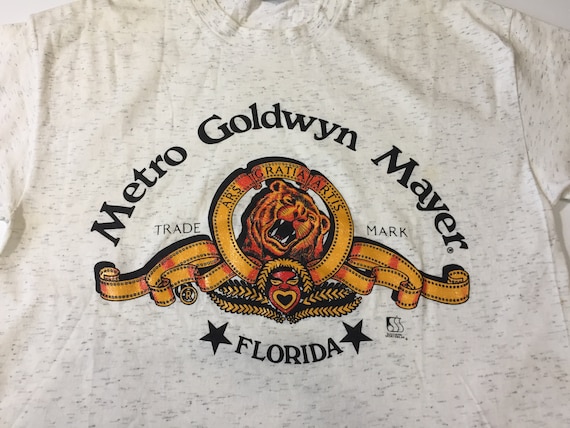 Metro Goldwyn Mayer®
ARS GRATIA ARTIS
TRADE MARK
FLORIDA